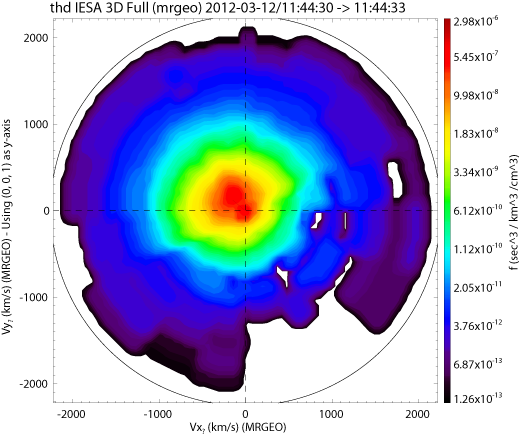 thd IESA 3D Full (mrgeo) 2012-03-12/11:44:30 -> 11:44:33
2000
1000
0
-1000
-2000
Vy? (km/s) (MRGEO) - Using (0, 0, 1) as y-axis
-2000
-1000
0
1000
2000
Vx? (km/s) (MRGEO)
2.98x10-6
5.45x10-7
9.98x10-8
1.83x10-8
3.34x10-9
6.12x10-10
1.12x10-10
2.05x10-11
3.76x10-12
6.87x10-13
1.26x10-13
f (sec^3 / km^3 /cm^3)